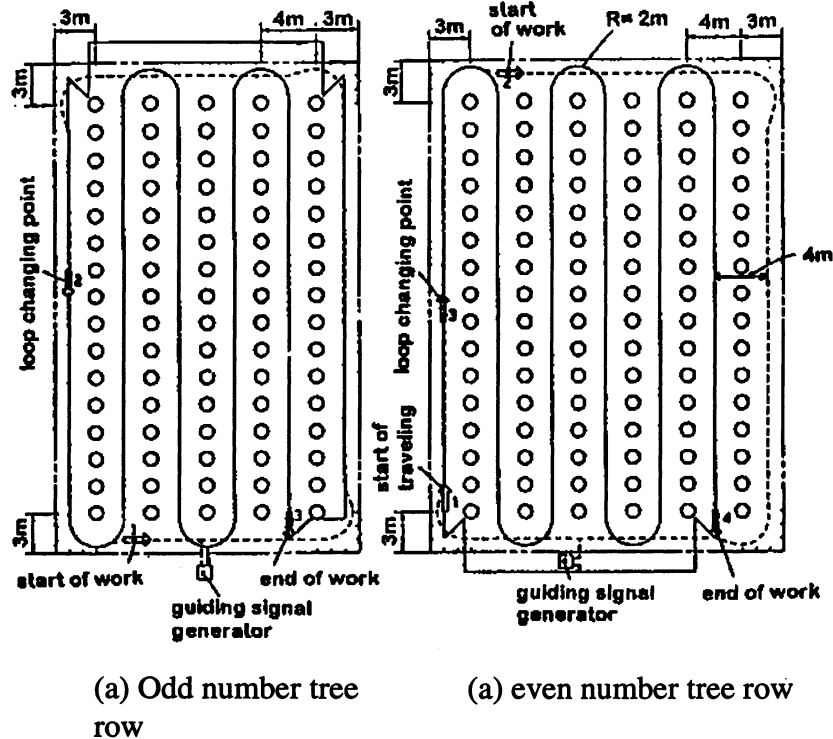 3m
4m
3m
3m
loop changing point
2
3m
1
start of work
3
end of work
guiding signal
generator
(a) Odd number tree
row
start
of work
R= 2m
3m
4m
3m
3m
2
loop changing point
3
4m
start of
traveling
1
3m
4
guiding signal
generator
end of work
(a) even number tree row